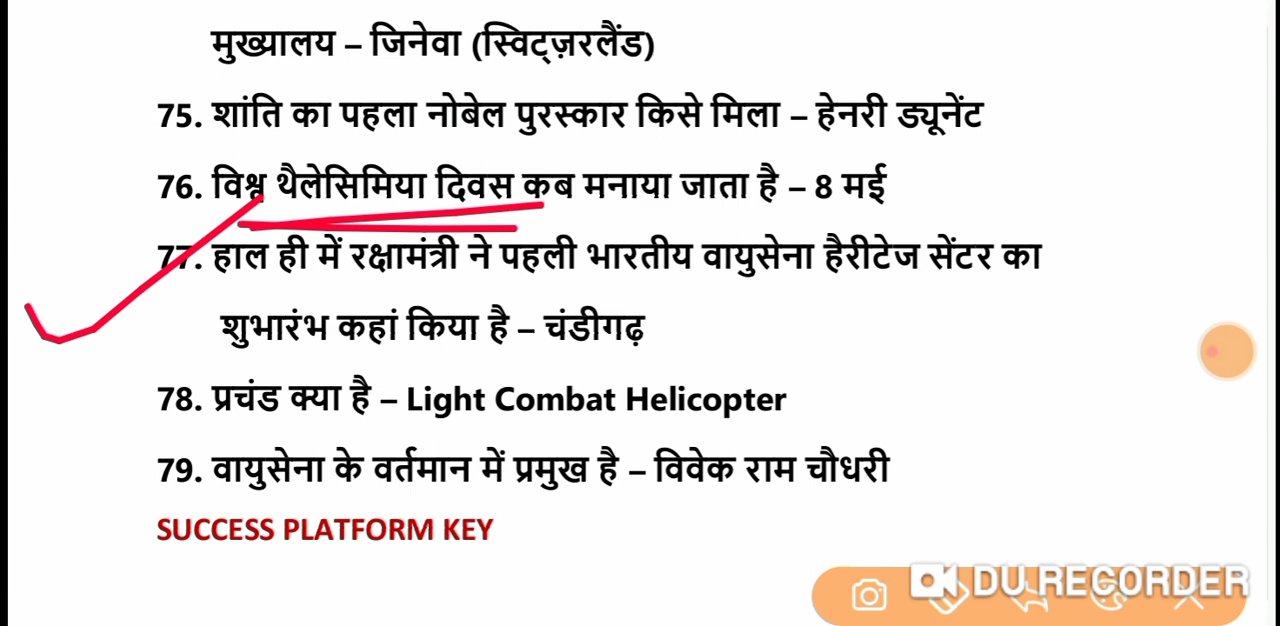 मुख्यालय – जिनेवा (स्विट्ज़रलैंड)
75. शांति का पहला नोबेल पुरस्कार किसे मिला – हेनरी ड्यूनेंट
76. विश्व थैलेसिमिया दिवस कब मनाया जाता है – 8 मई
77. हाल ही में रक्षामंत्री ने पहली भारतीय वायुसेना हैरीटेज सेंटर का
शुभारंभ कहां किया है – चंडीगढ़
78. प्रचंड क्या है – Light Combat Helicopter
79. वायुसेना के वर्तमान में प्रमुख है – विवेक राम चौधरी
SUCCESS PLATFORM KEY
DU RECORDER